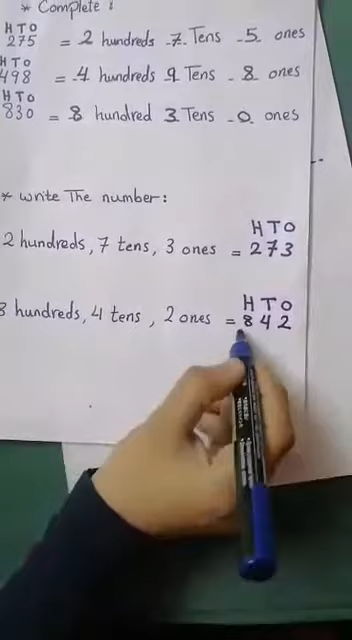 * Complete :
H T O
275 = 2 hundreds 7 Tens 5 ones
H T O
498 = 4 hundreds 9 Tens 8 ones
H T O
830 = 8 hundred 3 Tens 0 ones
* write The number:
H T O
2 hundreds, 7 tens, 3 ones = 273
H T O
8 hundreds, 4 tens, 2 ones = 842